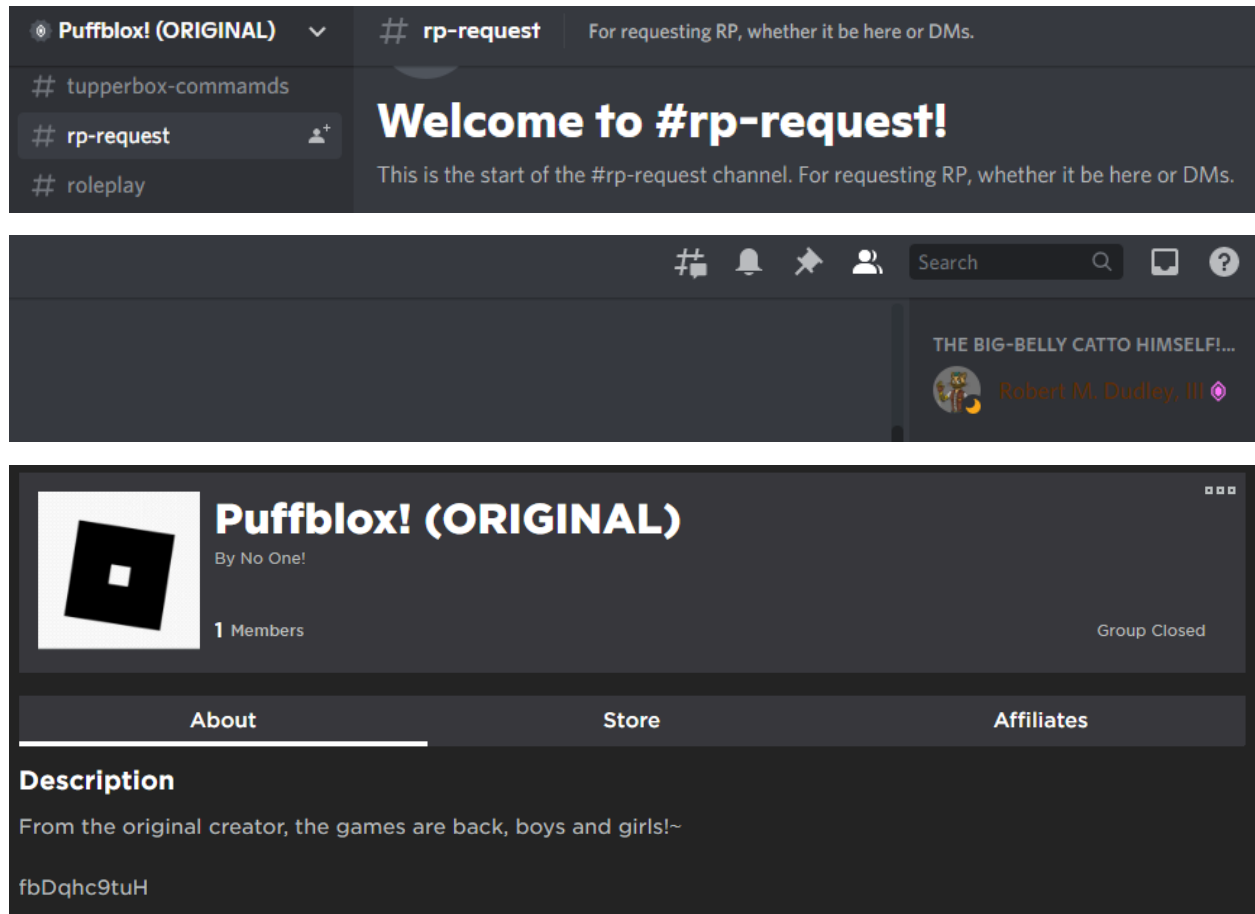 Puffblox! (ORIGINAL)
rp-request For requesting RP, whether it be here or DMs.
tupperbox-commamds
rp-request
roleplay
Welcome to #rp-request!
This is the start of the #rp-request channel. For requesting RP, whether it be here or DMs.
Search
THE BIG-BELLY CATTO HIMSELF!...
Robert M. Dudley, III
Puffblox! (ORIGINAL)
By No One!
1 Members
Group Closed
About Store Affiliates
Description
From the original creator, the games are back, boys and girls!~
fbDqhc9tuH